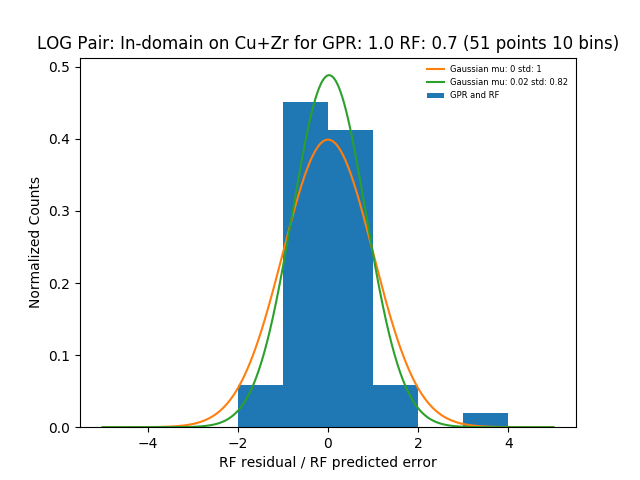 LOG Pair: In-domain on Cu+Zr for GPR: 1.0 RF: 0.7 (51 points 10 bins)
Gaussian mu: 0 std: 1
Gaussian mu: 0.02 std: 0.82
GPR and RF
Normalized Counts
0.5
0.4
0.3
0.2
0.1
0.0
−4
−2
0
2
4
RF residual / RF predicted error